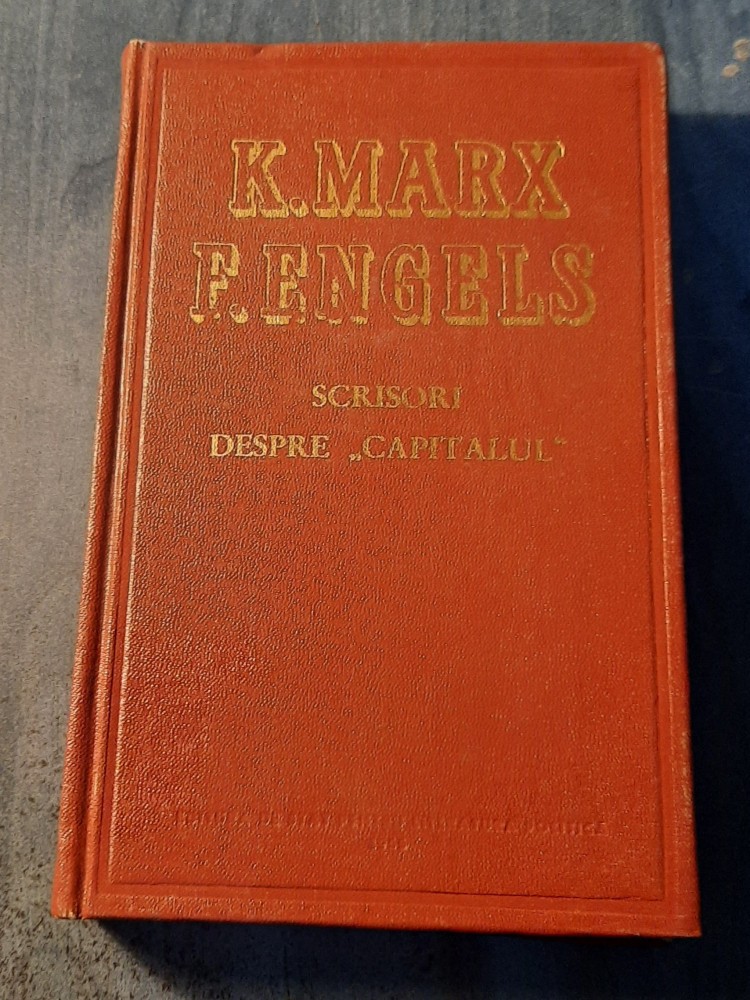 K. MARX
F. ENGELS
SCRISORI
DESPRE „CAPITALUL“